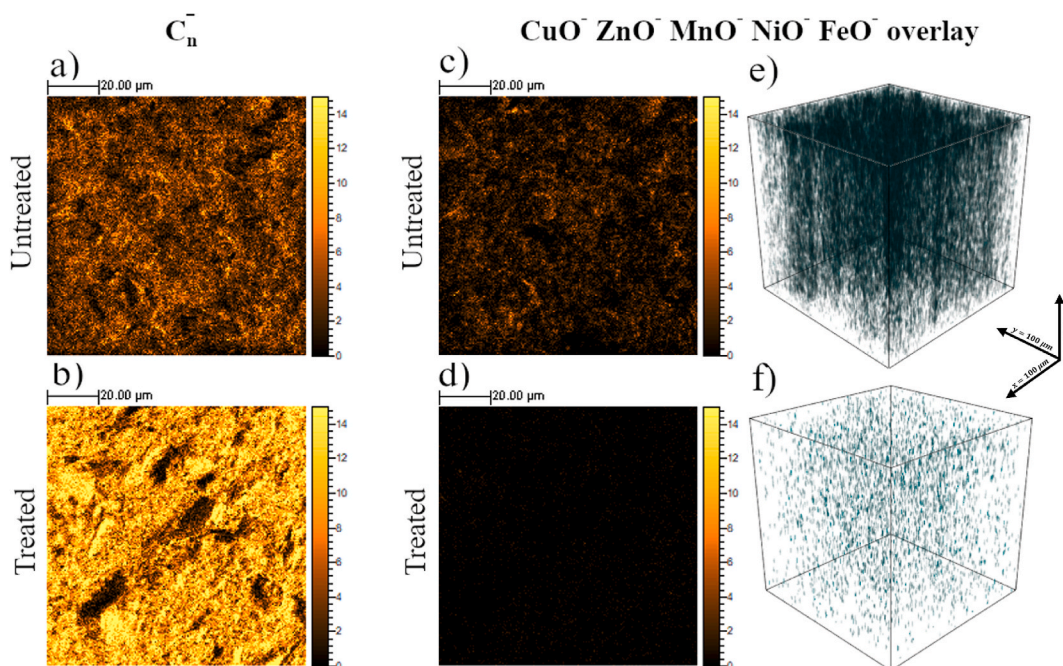 C̄ₙ
CuO⁻ ZnO⁻ MnO⁻ NiO⁻ FeO⁻ overlay
a)
20.00 µm
Untreated
14
12
10
8
6
4
2
0
c)
20.00 µm
Untreated
14
12
10
8
6
4
2
0
e)
y = 100 µm
x = 100 µm
b)
20.00 µm
Treated
14
12
10
8
6
4
2
0
d)
20.00 µm
Treated
14
12
10
8
6
4
2
0
f)